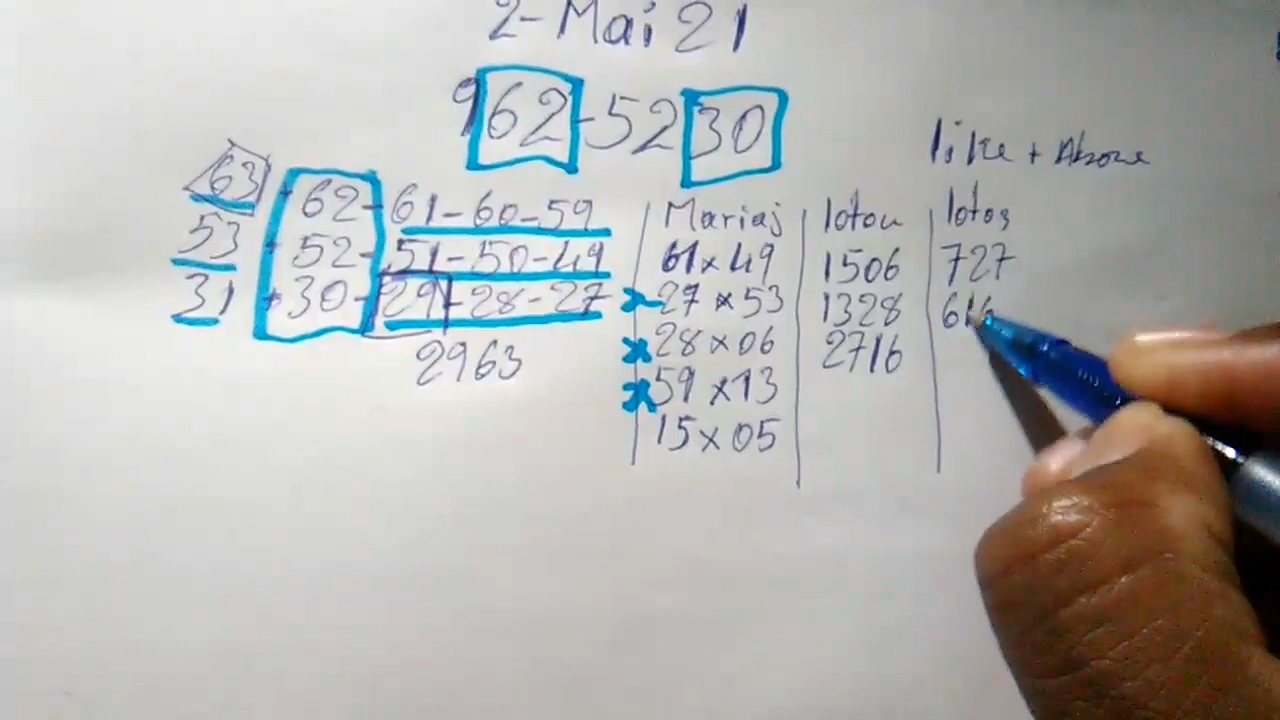 2-Mai 21
962-5230
like + Abone
63 + 62-61-60-59
53 + 52-51-50-49
31 + 30-29-28-27
2963
Mariaj
61×49
27×53
28×06
59×13
15×05
lotou
1506
1328
2716
loto3
727